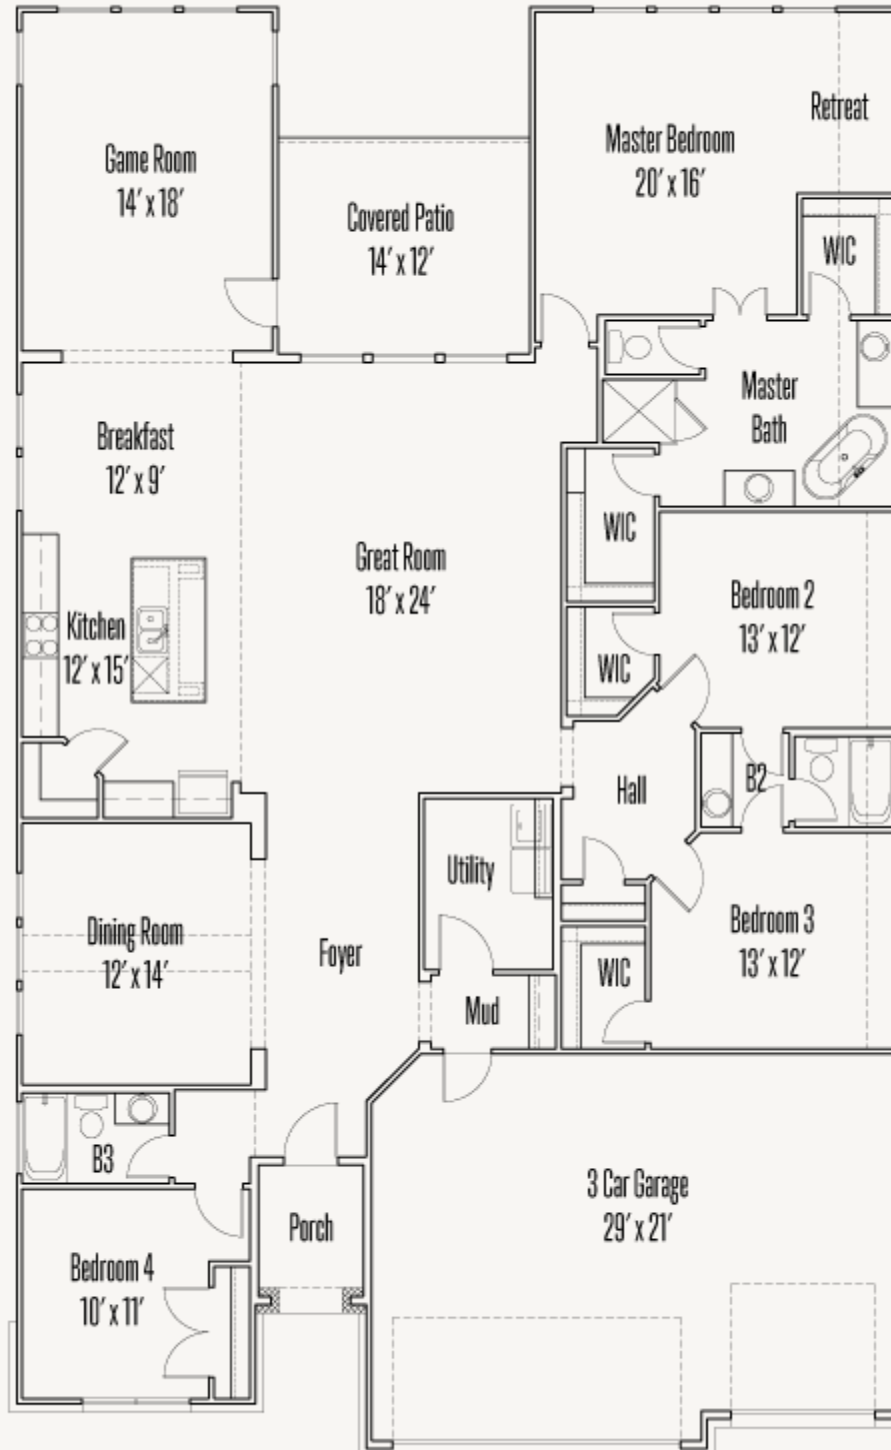 Retreat
Master Bedroom
20′ x 16′
Game Room
14′ x 18′
Covered Patio
14′ x 12′
WIC
Master
Bath
Breakfast
12′ x 9′
WIC
Great Room
18′ x 24′
Bedroom 2
13′ x 12′
Kitchen
12′ x 15′
WIC
B2
Hall
Utility
Dining Room
12′ x 14′
Foyer
Bedroom 3
13′ x 12′
WIC
Mud
B3
3 Car Garage
29′ x 21′
Porch
Bedroom 4
10′ x 11′